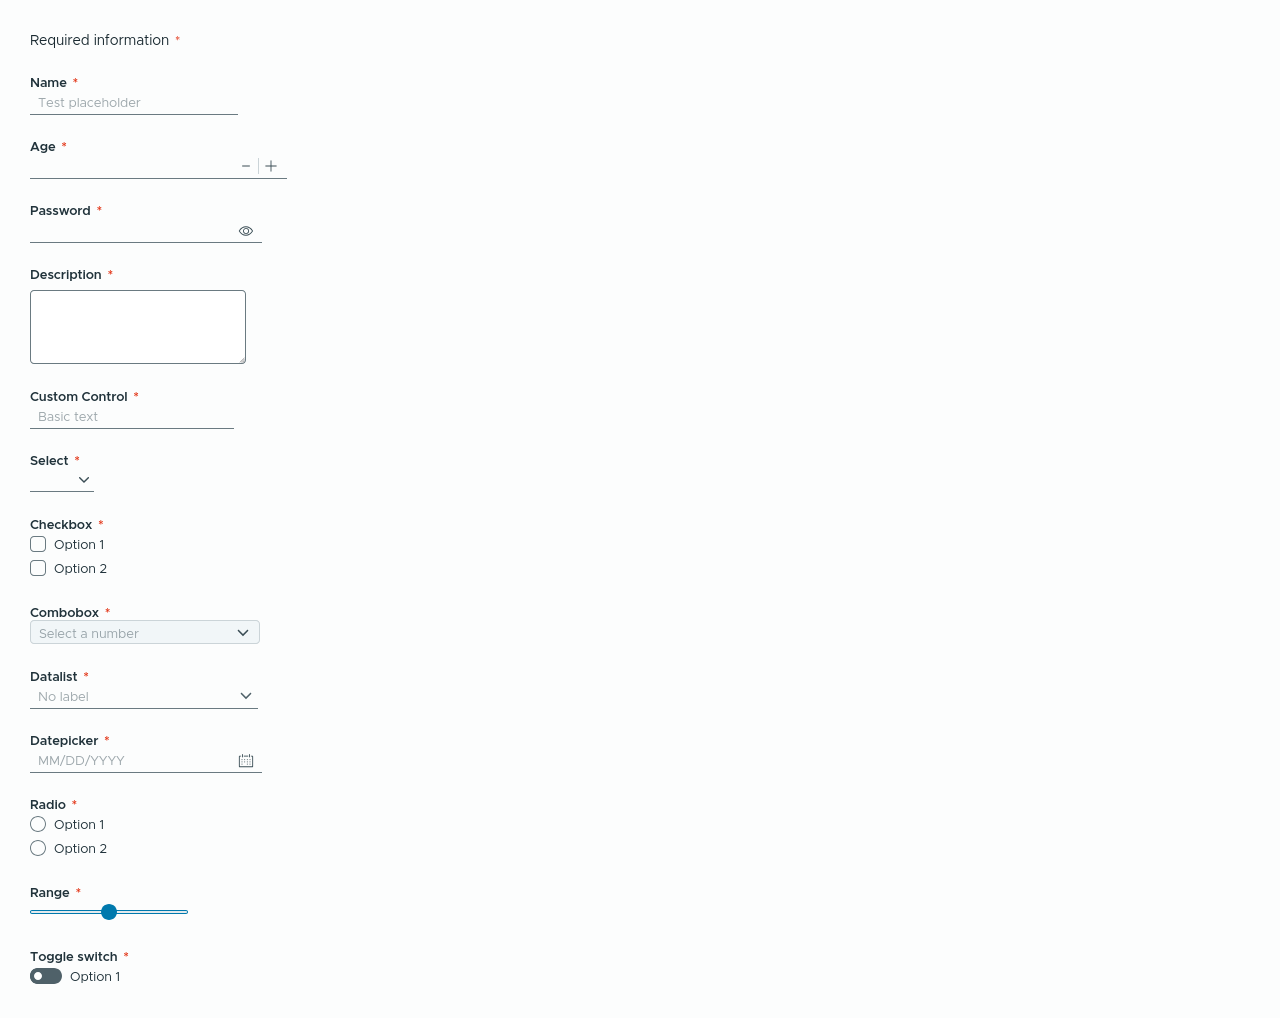 Required information *
Name *
Test placeholder
Age *
Password *
Description *
Custom Control *
Basic text
Select *
Checkbox *
Option 1
Option 2
Combobox *
Select a number
Datalist *
No label
Datepicker *
MM/DD/YYYY
Radio *
Option 1
Option 2
Range *
Toggle switch *
Option 1